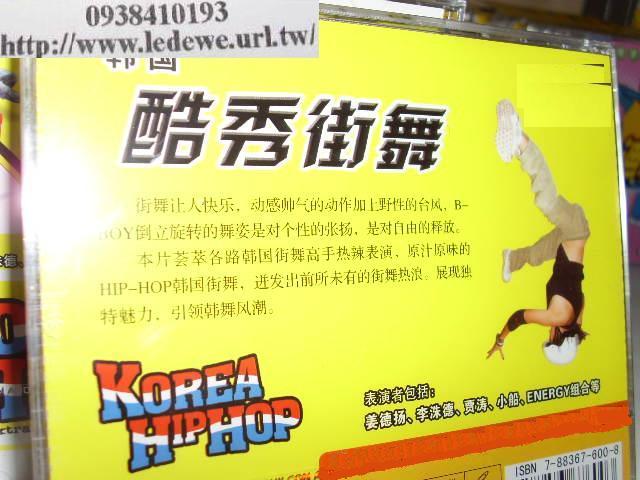 0938410193
http://www.ledewe.url.tw/
韩国
酷秀街舞
街舞让人快乐，动感帅气的动作加上野性的台风，B-
BOY倒立旋转的舞姿是对个性的张扬，是对自由的释放。
本片荟萃各路韩国街舞高手热辣表演，原汁原味的
HIP-HOP韩国街舞，迸发出前所未有的街舞热浪。展现独
特魅力，引领韩舞风潮。
KOREA
HIPHOP
表演者包括：
姜德扬、李洙德、贾涛、小船、ENERGY组合等
ISBN 7-88367-600-8